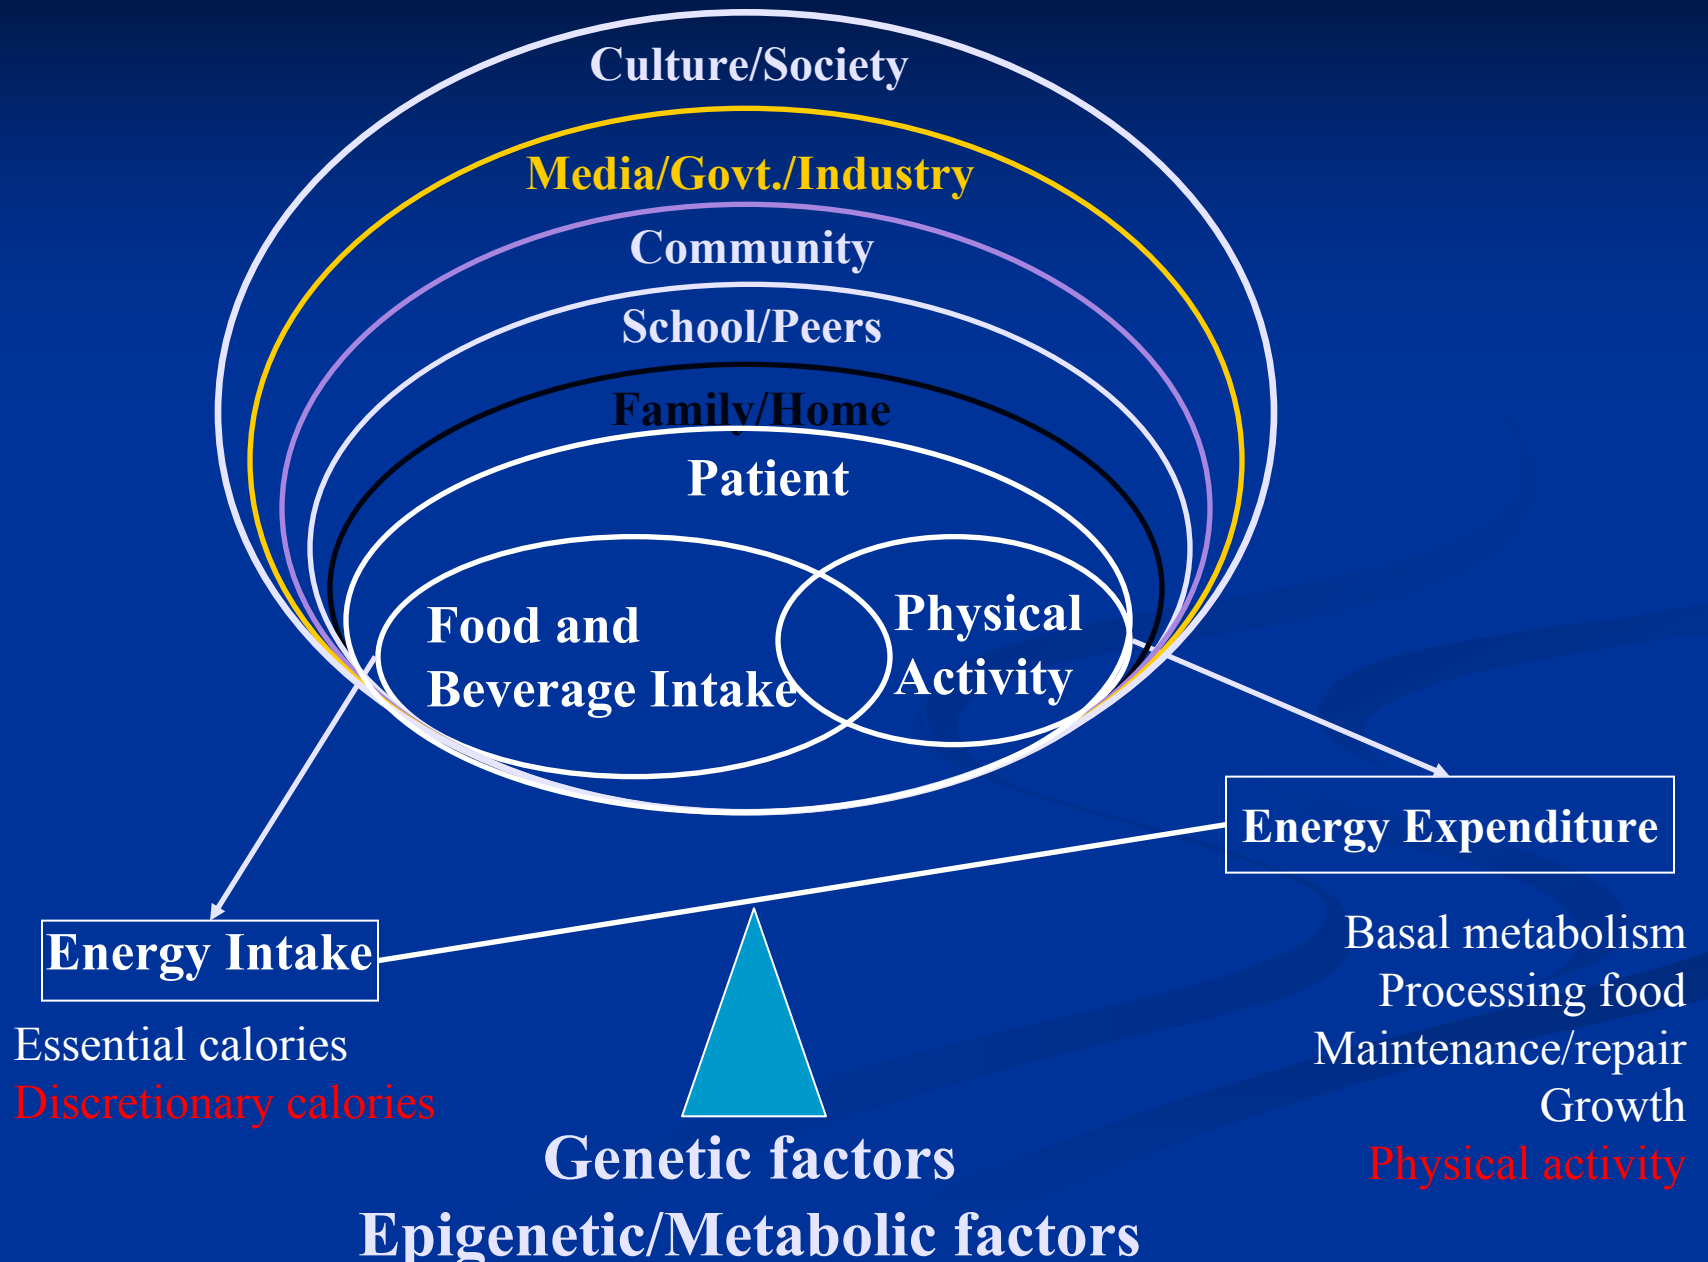 Culture/Society
Media/Govt./Industry
Community
School/Peers
Family/Home
Patient
Food and
Beverage Intake
Physical
Activity
Energy Expenditure
Energy Intake
Essential calories
Discretionary calories
Basal metabolism
Processing food
Maintenance/repair
Growth
Physical activity
Genetic factors
Epigenetic/Metabolic factors